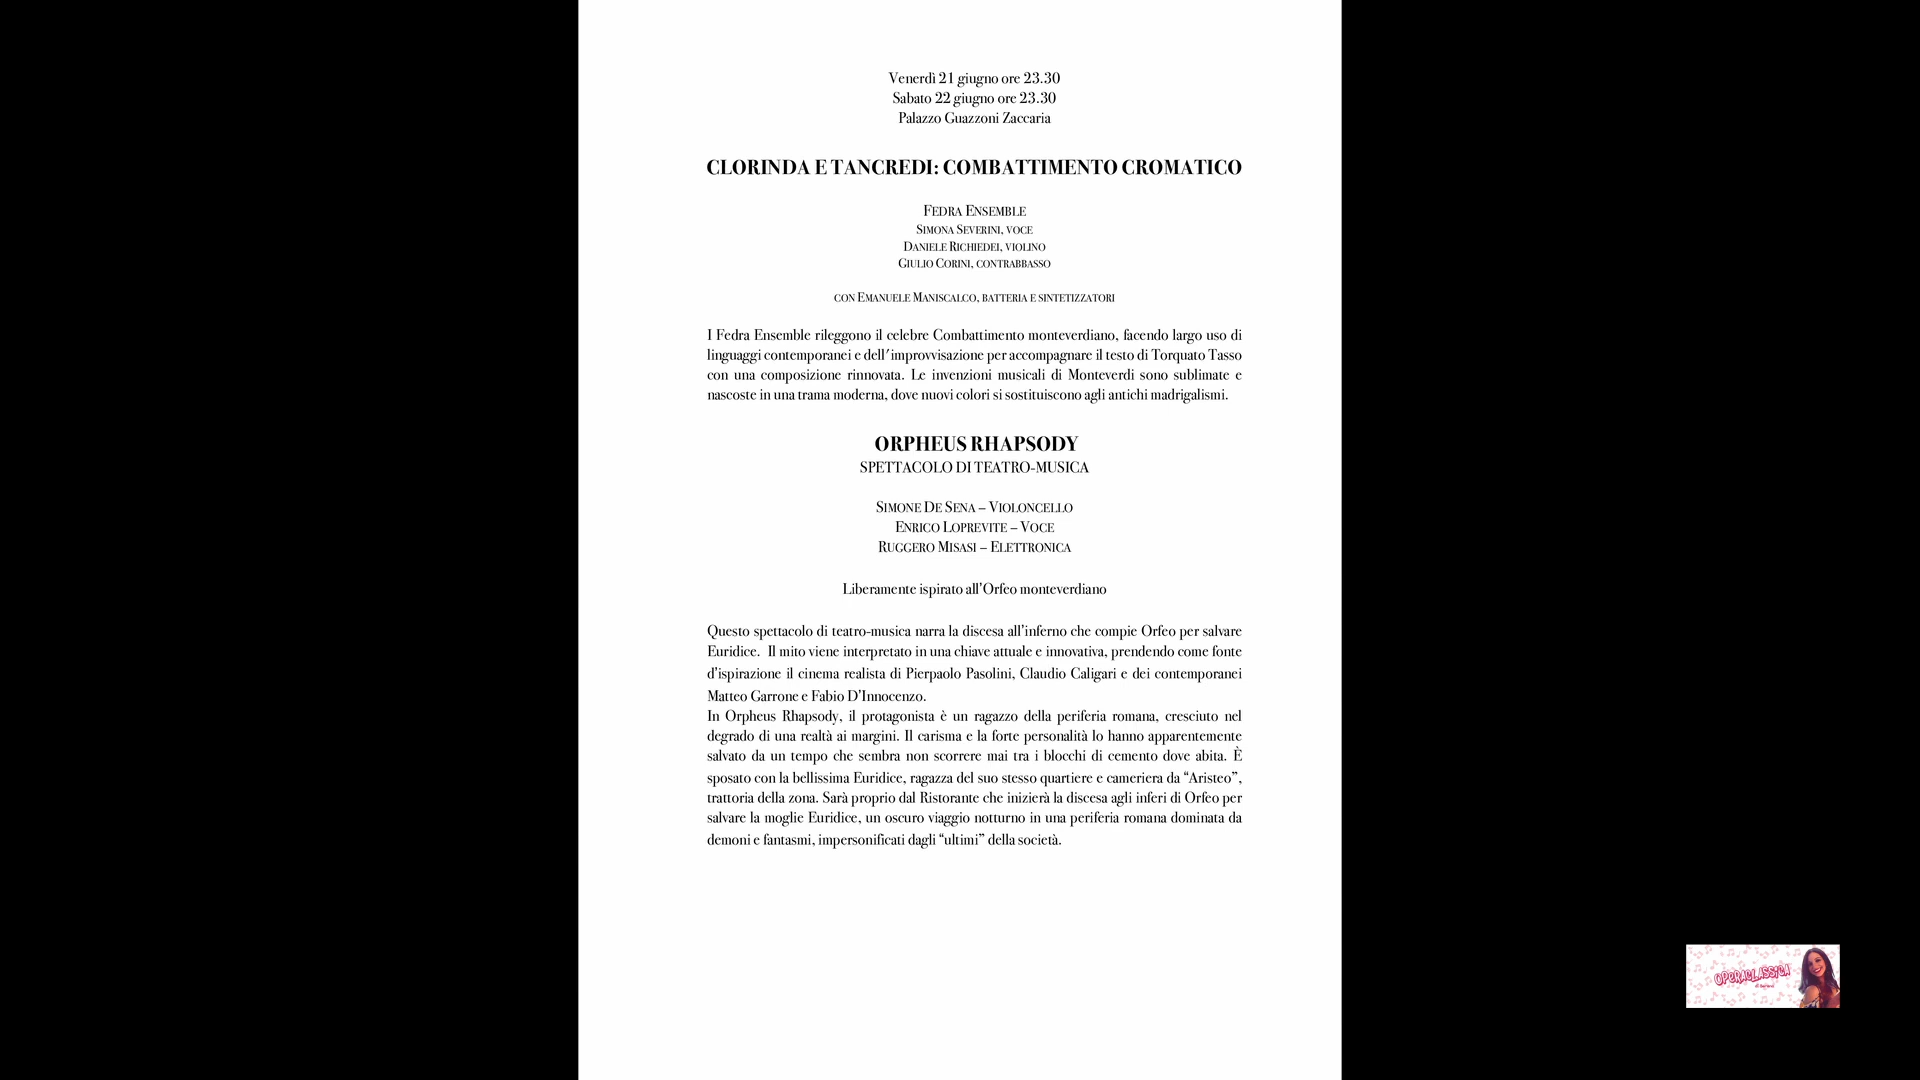 Venerdì 21 giugno ore 23.30
Sabato 22 giugno ore 23.30
Palazzo Guazzoni Zaccaria
CLORINDA E TANCREDI: COMBATTIMENTO CROMATICO
FEDRA ENSEMBLE
SIMONA SEVERINI, VOCE
DANIELE RICHIEDEI, VIOLINO
GIULIO CORINI, CONTRABBASSO
CON EMANUELE MANISCALCO, BATTERIA E SINTETIZZATORI
I Fedra Ensemble rileggono il celebre Combattimento monteverdiano, facendo largo uso di
linguaggi contemporanei e dell'improvvisazione per accompagnare il testo di Torquato Tasso
con una composizione rinnovata. Le invenzioni musicali di Monteverdi sono sublimate e
nascoste in una trama moderna, dove nuovi colori si sostituiscono agli antichi madrigalismi.
ORPHEUS RHAPSODY
SPETTACOLO DI TEATRO-MUSICA
SIMONE DE SENA – VIOLONCELLO
ENRICO LOPREVITE – VOCE
RUGGERO MISASI – ELETTRONICA
Liberamente ispirato all'Orfeo monteverdiano
Questo spettacolo di teatro-musica narra la discesa all'inferno che compie Orfeo per salvare
Euridice. Il mito viene interpretato in una chiave attuale e innovativa, prendendo come fonte
d'ispirazione il cinema realista di Pierpaolo Pasolini, Claudio Caligari e dei contemporanei
Matteo Garrone e Fabio D'Innocenzo.
In Orpheus Rhapsody, il protagonista è un ragazzo della periferia romana, cresciuto nel
degrado di una realtà ai margini. Il carisma e la forte personalità lo hanno apparentemente
salvato da un tempo che sembra non scorrere mai tra i blocchi di cemento dove abita. È
sposato con la bellissima Euridice, ragazza del suo stesso quartiere e cameriera da “Aristeo”,
trattoria della zona. Sarà proprio dal Ristorante che inizierà la discesa agli inferi di Orfeo per
salvare la moglie Euridice, un oscuro viaggio notturno in una periferia romana dominata da
demoni e fantasmi, impersonificati dagli “ultimi” della società.
OPERACLASSICA